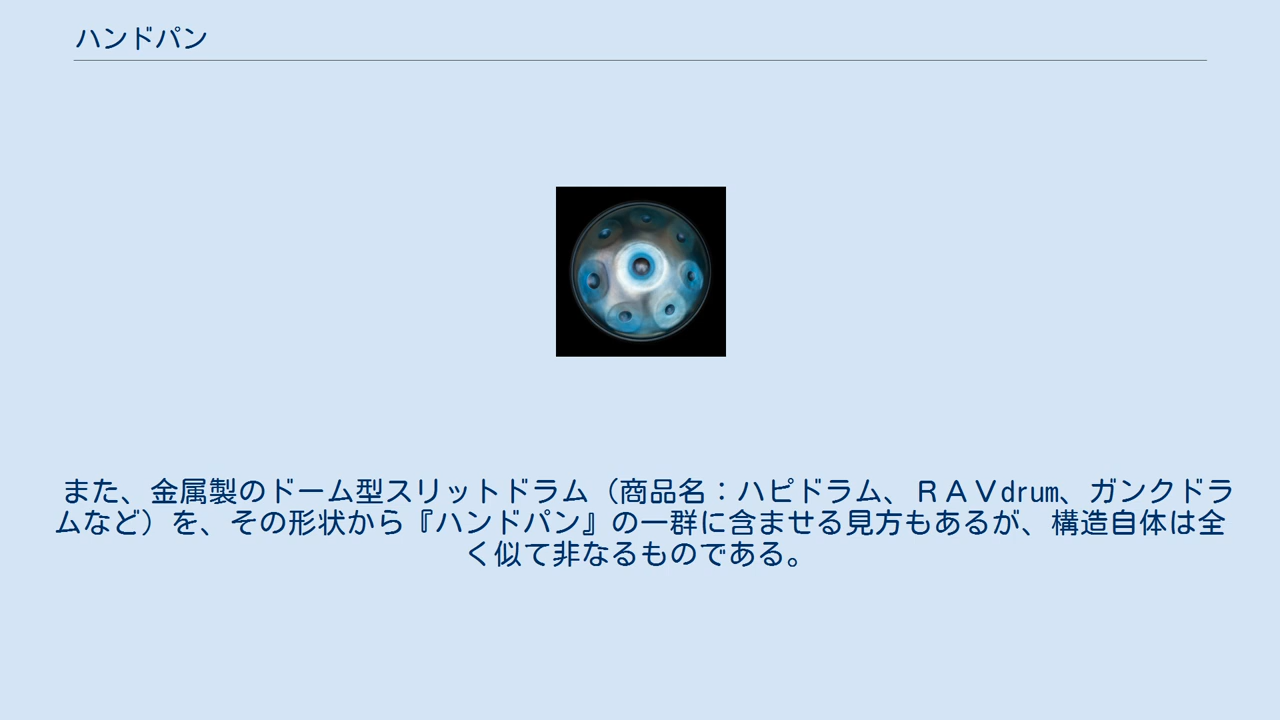 ハンドパン
また、金属製のドーム型スリットドラム（商品名：ハピドラム、ＲＡＶdrum、ガンクドラ
ムなど）を、その形状から『ハンドパン』の一群に含ませる見方もあるが、構造自体は全
く似て非なるものである。